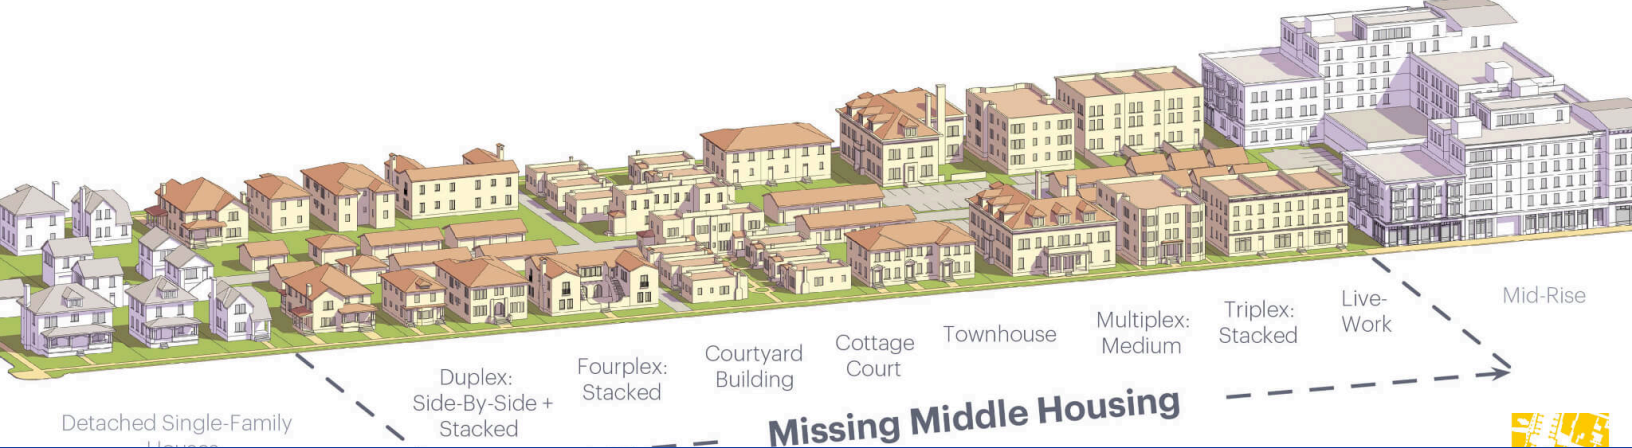 Detached Single-Family
Houses
Duplex:
Side-By-Side +
Stacked
Fourplex:
Stacked
Courtyard
Building
Cottage
Court
Townhouse
Multiplex:
Medium
Triplex:
Stacked
Live-
Work
Mid-Rise
Missing Middle Housing